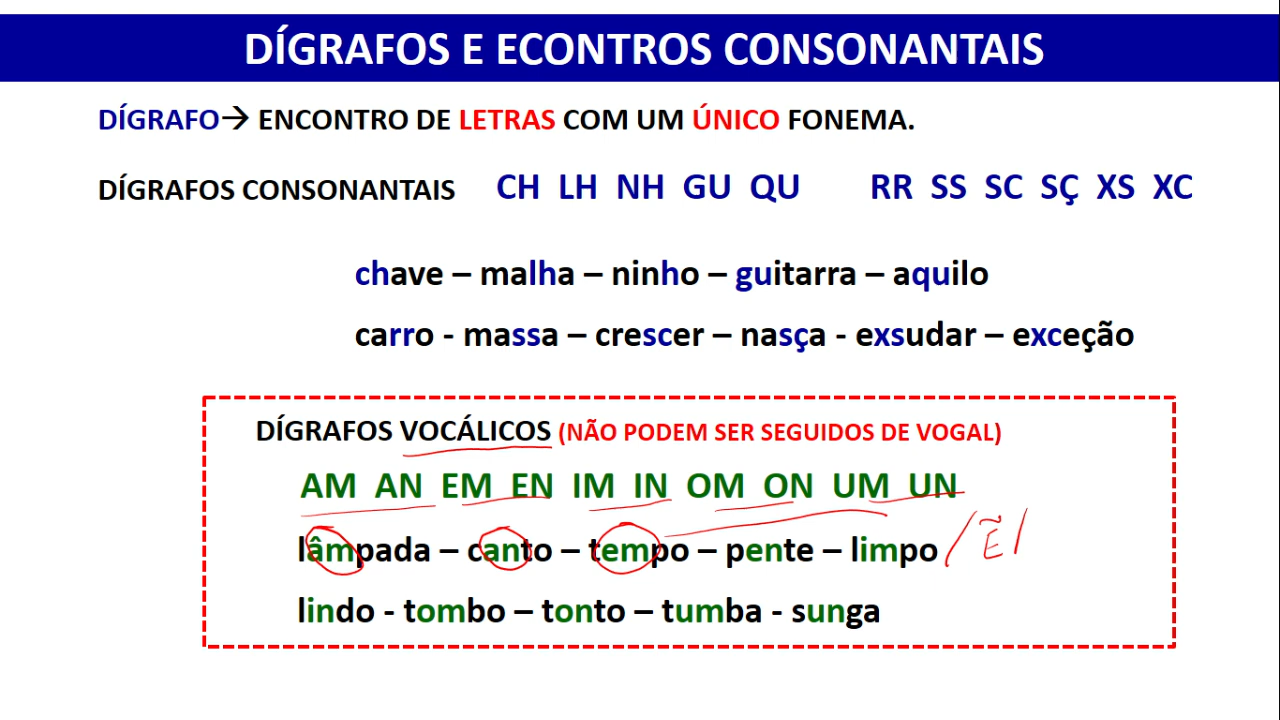 DÍGRAFOS E ECONTROS CONSONANTAIS
DÍGRAFO→ ENCONTRO DE LETRAS COM UM ÚNICO FONEMA.
DÍGRAFOS CONSONANTAIS CH LH NH GU QU RR SS SC SÇ XS XC
chave – malha – ninho – guitarra – aquilo
carro - massa – crescer – nasça - exsudar – exceção
DÍGRAFOS VOCÁLICOS (NÃO PODEM SER SEGUIDOS DE VOGAL)
AM AN EM EN IM IN OM ON UM UN
lâmpada – canto – tempo – pente – limpo /Ẽ/
lindo - tombo – tonto – tumba - sunga